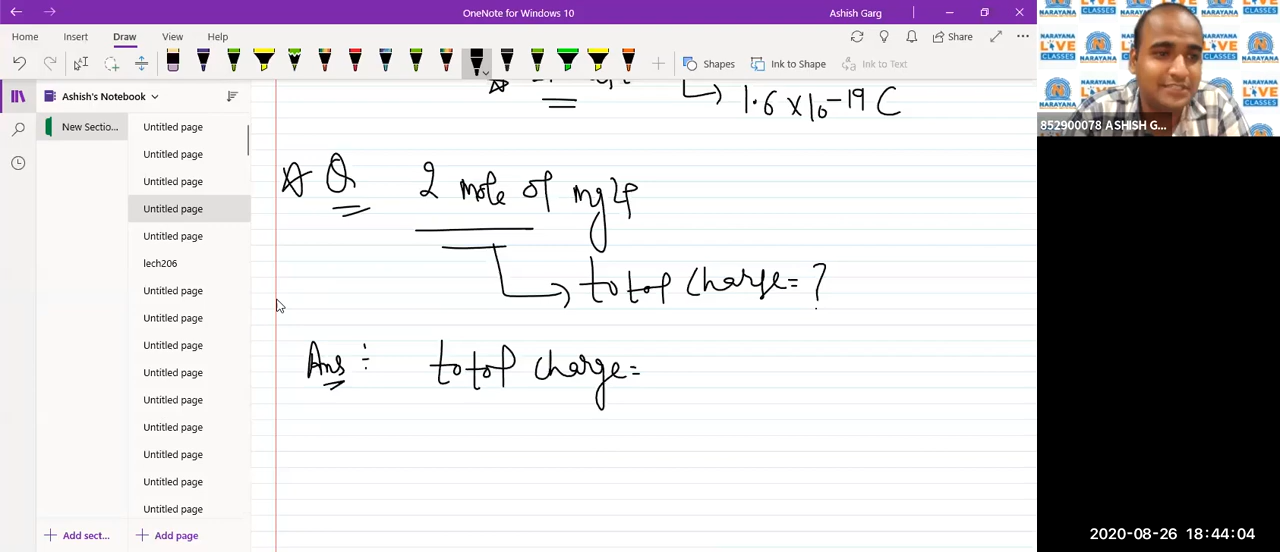 OneNote for Windows 10
Ashish Garg
Home Insert Draw View Help
Share
Shapes Ink to Shape Ink to Text
Ashish's Notebook
New Sectio...
Untitled page
Untitled page
Untitled page
Untitled page
Untitled page
lech206
Untitled page
Untitled page
Untitled page
Untitled page
Untitled page
Untitled page
Untitled page
Untitled page
Untitled page
Add sect... Add page
1.6 X 10-19 C
Q 2 mole of mg2+
total charge = ?
Ans : total charge =
NARAYANA LIVE CLASSES
852900078 ASHISH G...
2020-08-26 18:44:04